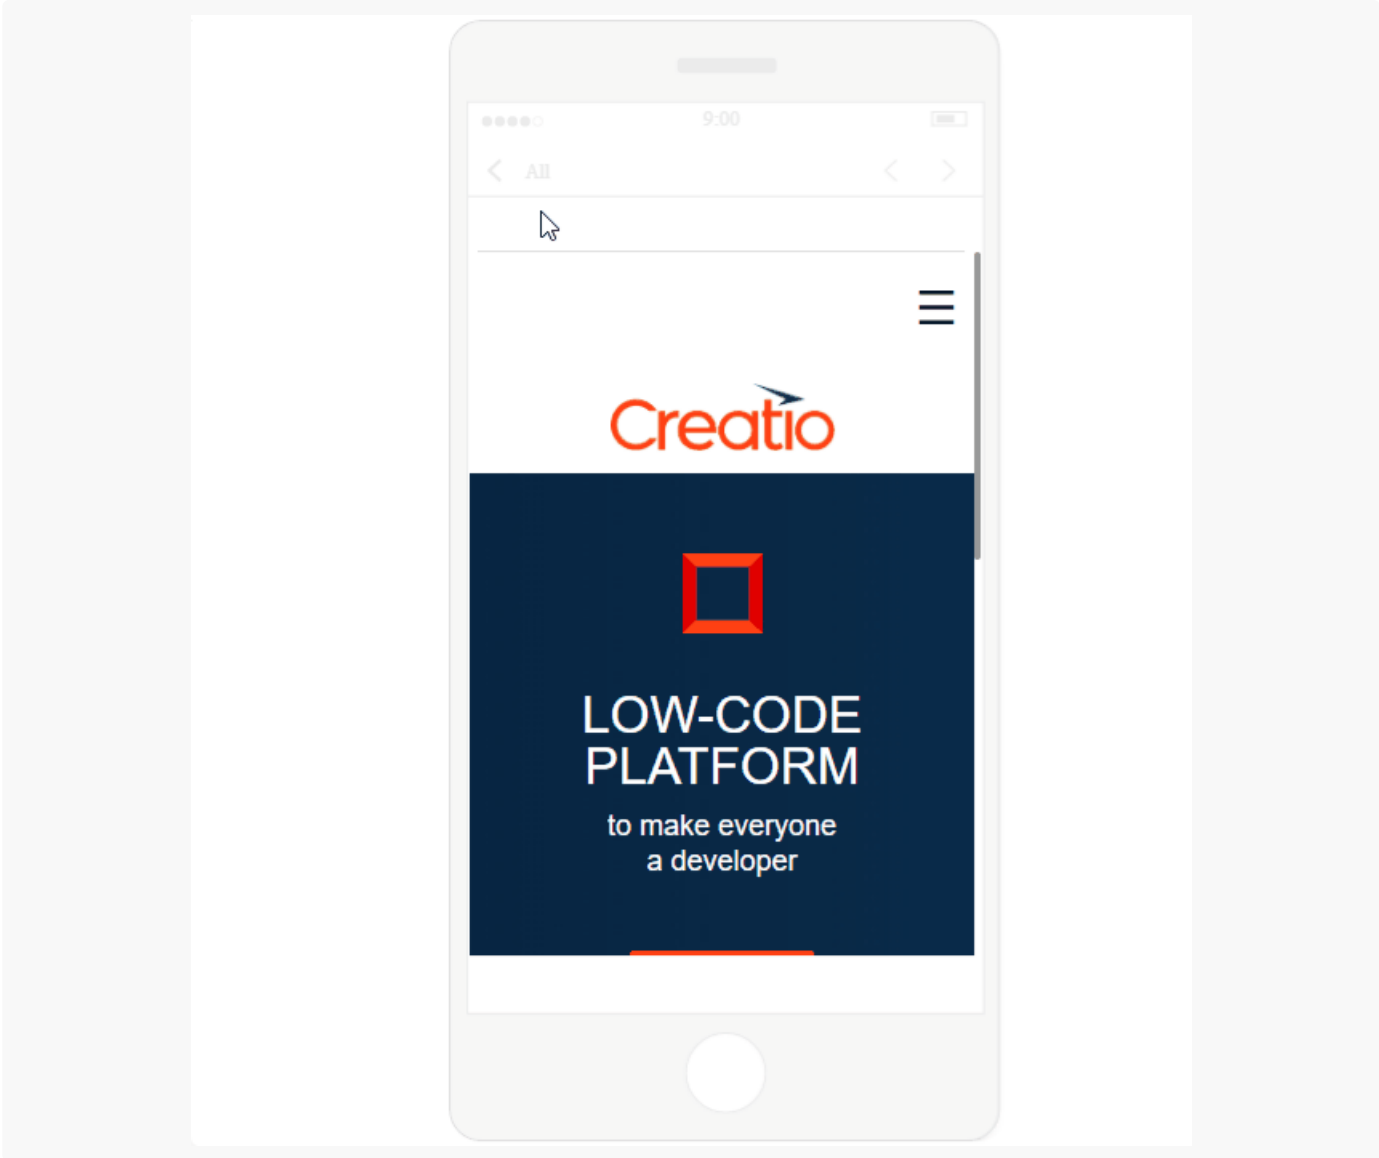 9:00
All
Creatio
LOW-CODE
PLATFORM
to make everyone
a developer